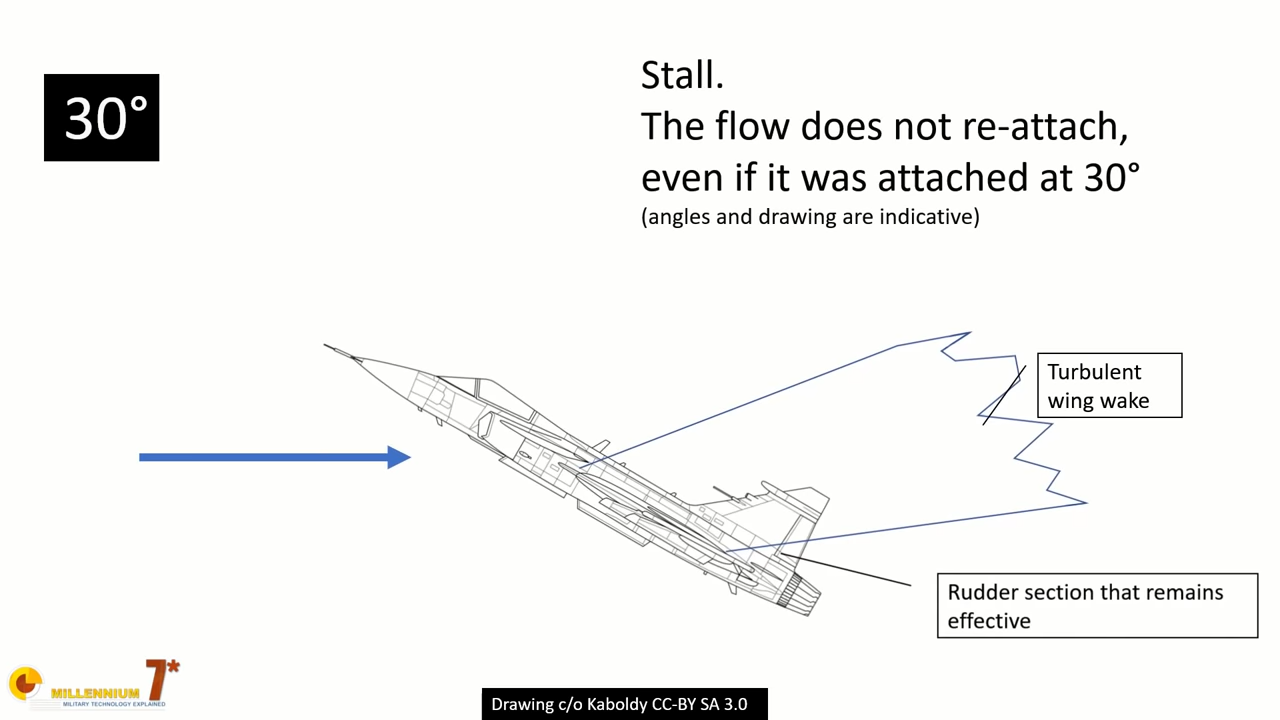 30°
Stall.
The flow does not re-attach,
even if it was attached at 30°
(angles and drawing are indicative)
Turbulent
wing wake
Rudder section that remains
effective
MILLENNIUM 7*
MILITARY TECHNOLOGY EXPLAINED
Drawing c/o Kaboldy CC-BY SA 3.0